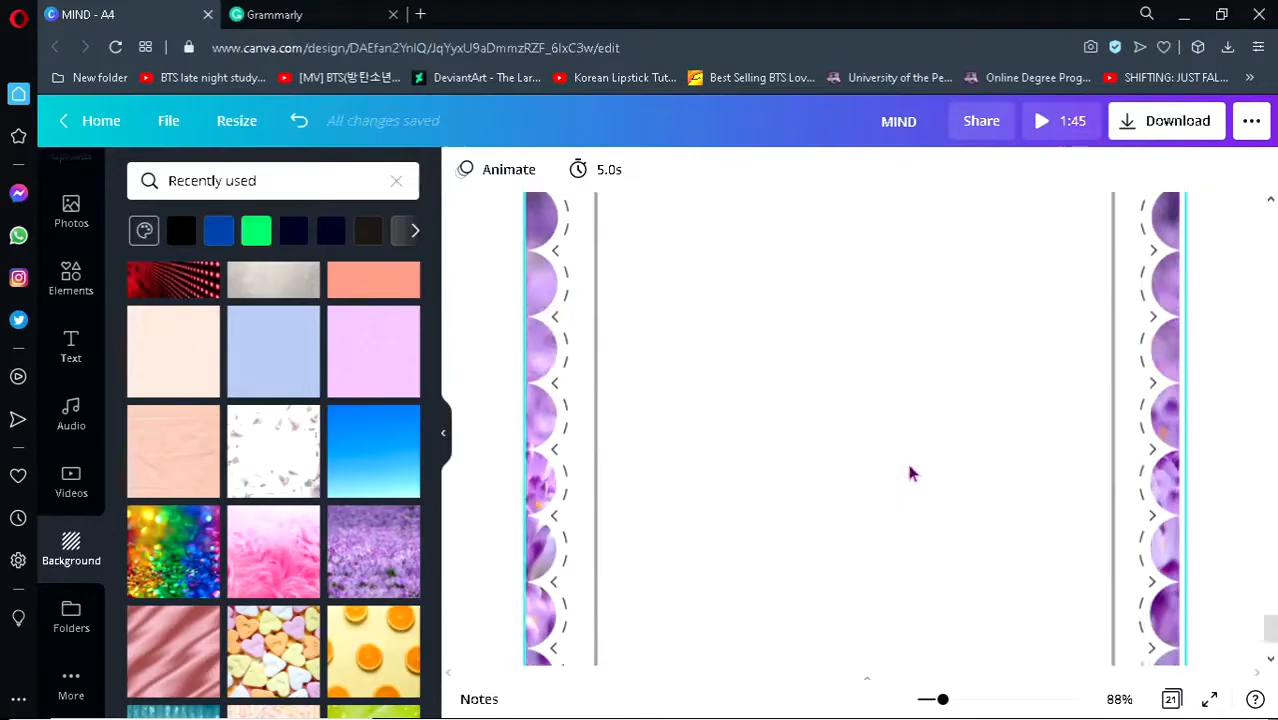 MIND - A4
Grammarly
www.canva.com/design/DAEfan2YnIQ/JqYyxU9aDmmzRZF_6IxC3w/edit
New folder
BTS late night study...
[MV] BTS(방탄소년...
DeviantArt - The Lar...
Korean Lipstick Tut...
Best Selling BTS Lov...
University of the Pe...
Online Degree Prog...
SHIFTING: JUST FAL...
Home
File
Resize
All changes saved
MIND
Share
1:45
Download
Recently used
Animate
5.0s
Photos
Elements
Text
Audio
Videos
Background
Folders
More
Notes
88%
21